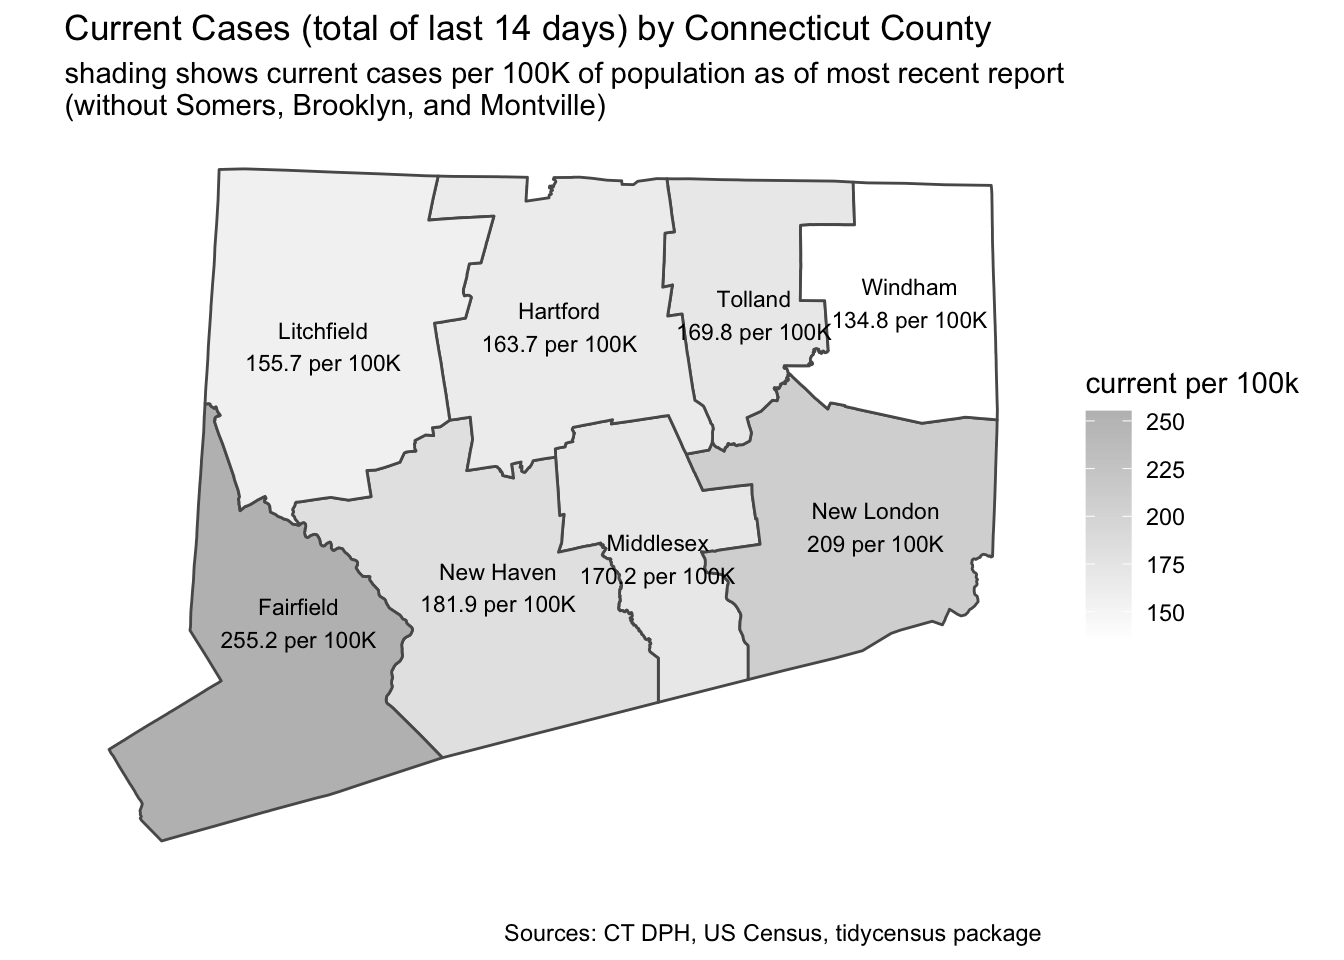 Current Cases (total of last 14 days) by Connecticut County
shading shows current cases per 100K of population as of most recent report
(without Somers, Brooklyn, and Montville)
Litchfield
155.7 per 100K
Hartford
163.7 per 100K
Tolland
169.8 per 100K
Windham
134.8 per 100K
Fairfield
255.2 per 100K
New Haven
181.9 per 100K
Middlesex
170.2 per 100K
New London
209 per 100K
current per 100k
250
225
200
175
150
Sources: CT DPH, US Census, tidycensus package